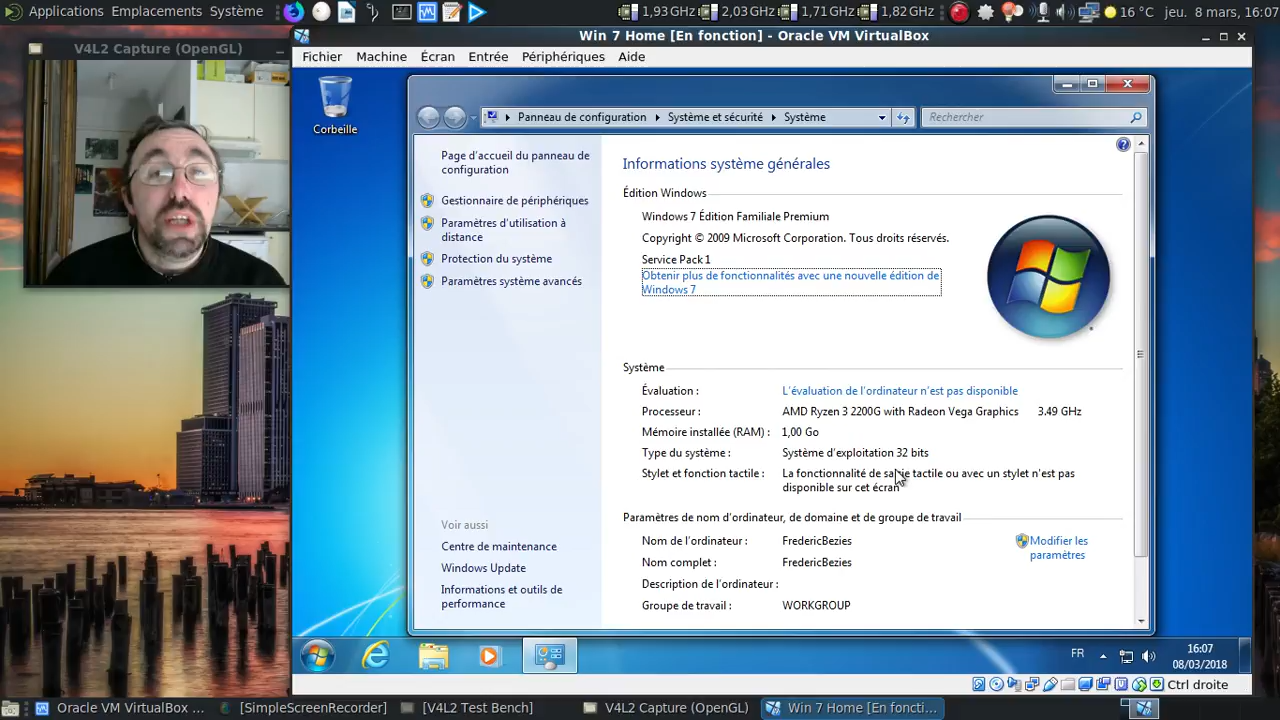 Applications Emplacements Système
1,93 GHz 2,03 GHz 1,71 GHz 1,82 GHz 16 °C jeu. 8 mars, 16:07
V4L2 Capture (OpenGL)
Win 7 Home [En fonction] - Oracle VM VirtualBox
Fichier Machine Écran Entrée Périphériques Aide
Corbeille
Panneau de configuration Système et sécurité Système
Rechercher
Page d'accueil du panneau de
configuration
Gestionnaire de périphériques
Paramètres d'utilisation à
distance
Protection du système
Paramètres système avancés
Voir aussi
Centre de maintenance
Windows Update
Informations et outils de
performance
Informations système générales
Édition Windows
Windows 7 Édition Familiale Premium
Copyright © 2009 Microsoft Corporation. Tous droits réservés.
Service Pack 1
Obtenir plus de fonctionnalités avec une nouvelle édition de
Windows 7
Système
Évaluation : L'évaluation de l'ordinateur n'est pas disponible
Processeur : AMD Ryzen 3 2200G with Radeon Vega Graphics 3.49 GHz
Mémoire installée (RAM) : 1,00 Go
Type du système : Système d'exploitation 32 bits
Stylet et fonction tactile : La fonctionnalité de saisie tactile ou avec un stylet n'est pas
disponible sur cet écran
Paramètres de nom d'ordinateur, de domaine et de groupe de travail
Nom de l'ordinateur : FredericBezies
Modifier les
paramètres
Nom complet : FredericBezies
Description de l'ordinateur :
Groupe de travail : WORKGROUP
FR
16:07
08/03/2018
Ctrl droite
Oracle VM VirtualBox ... [SimpleScreenRecorder] [V4L2 Test Bench] V4L2 Capture (OpenGL) Win 7 Home [En foncti...